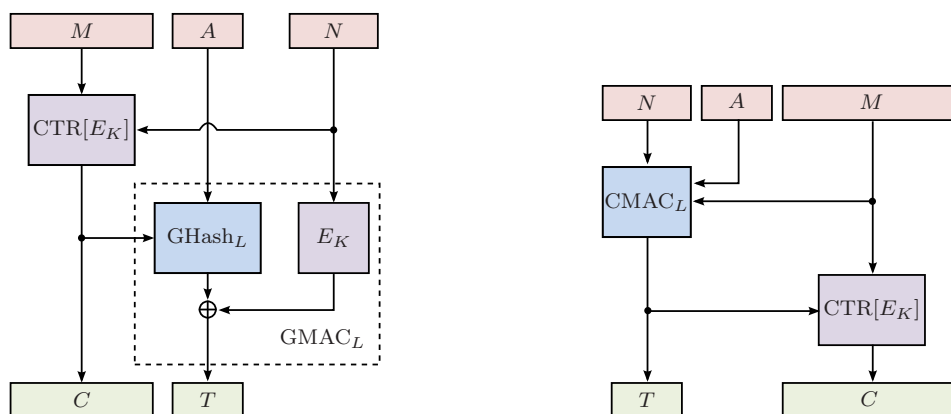 M A N
CTR[E_K]
GHash_L E_K
GMAC_L
C T
N A M
CMAC_L
CTR[E_K]
T C